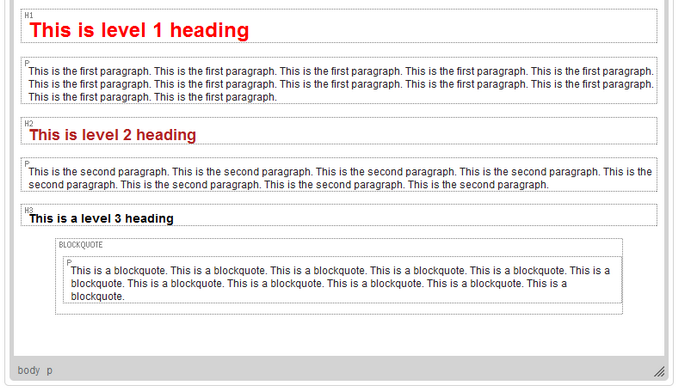 H1
This is level 1 heading
P
This is the first paragraph. This is the first paragraph. This is the first paragraph. This is the first paragraph. This is the first paragraph.
This is the first paragraph. This is the first paragraph. This is the first paragraph. This is the first paragraph. This is the first paragraph.
This is the first paragraph. This is the first paragraph.
H2
This is level 2 heading
P
This is the second paragraph. This is the second paragraph. This is the second paragraph. This is the second paragraph. This is the
second paragraph. This is the second paragraph. This is the second paragraph. This is the second paragraph.
H3
This is a level 3 heading
BLOCKQUOTE
P
This is a blockquote. This is a blockquote. This is a blockquote. This is a blockquote. This is a blockquote. This is a
blockquote. This is a blockquote. This is a blockquote. This is a blockquote. This is a blockquote. This is a
blockquote.
body p